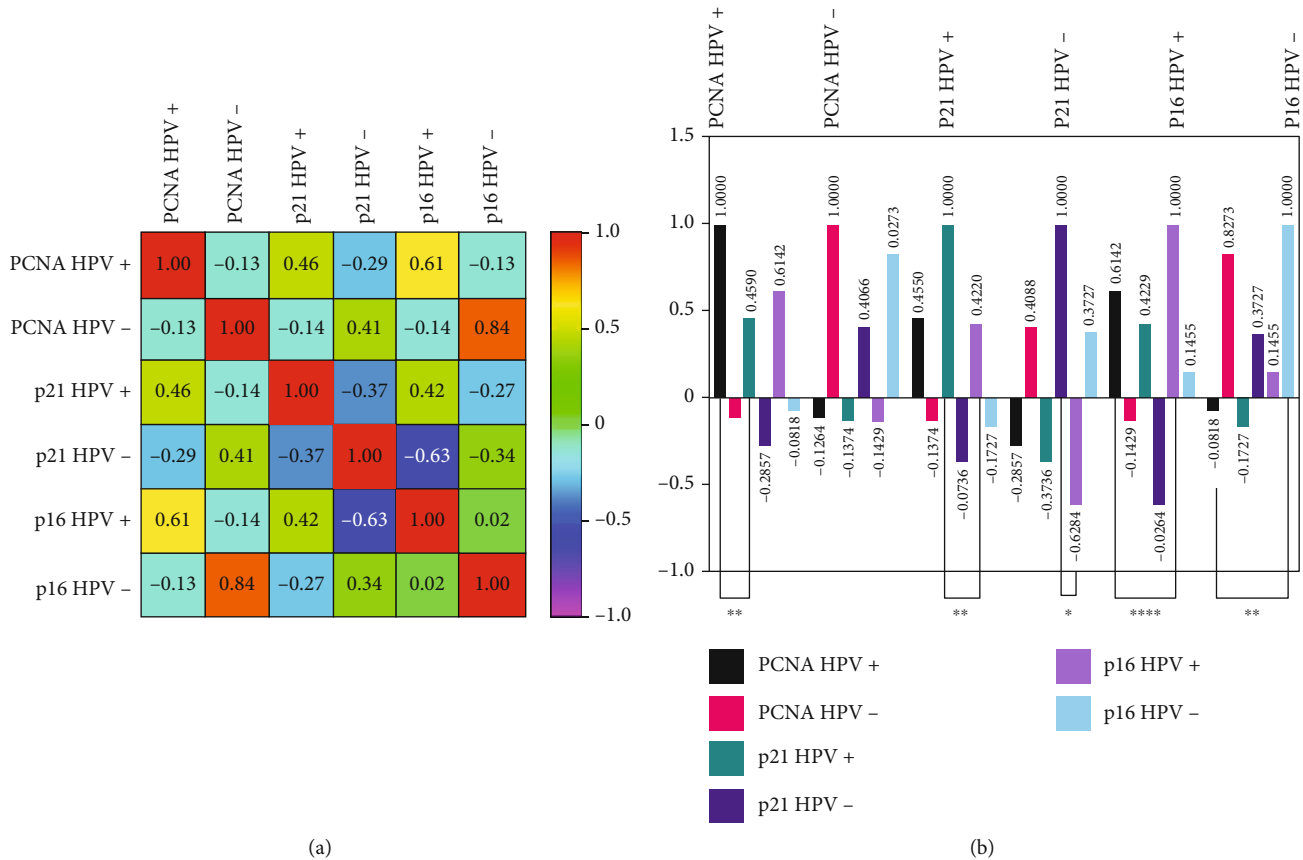 PCNA HPV +
PCNA HPV –
p21 HPV +
p21 HPV –
p16 HPV +
p16 HPV –
PCNA HPV + 1.00 −0.13 0.46 −0.29 0.61 −0.13
PCNA HPV – −0.13 1.00 −0.14 0.41 −0.14 0.84
p21 HPV + 0.46 −0.14 1.00 −0.37 0.42 −0.27
p21 HPV – −0.29 0.41 −0.37 1.00 −0.63 −0.34
p16 HPV + 0.61 −0.14 0.42 −0.63 1.00 0.02
p16 HPV – −0.13 0.84 −0.27 0.34 0.02 1.00
1.0
0.5
0
−0.5
−1.0
(a)
PCNA HPV +
PCNA HPV –
P21 HPV +
P21 HPV –
P16 HPV +
P16 HPV –
1.5
1.0
0.5
0
−0.5
−1.0
1.0000
0.4590
−0.2857
0.6142
−0.0818
−0.1264
1.0000
−0.1374
0.4066
−0.1429
0.0273
0.4550
−0.1374
1.0000
−0.0736
0.4220
−0.1727
−0.2857
0.4088
−0.3736
1.0000
−0.6284
0.3727
0.6142
−0.1429
0.4229
−0.0264
1.0000
0.1455
−0.0818
0.8273
−0.1727
0.3727
0.1455
1.0000
**
**
*
****
**
PCNA HPV +
PCNA HPV –
p21 HPV +
p21 HPV –
p16 HPV +
p16 HPV –
(b)